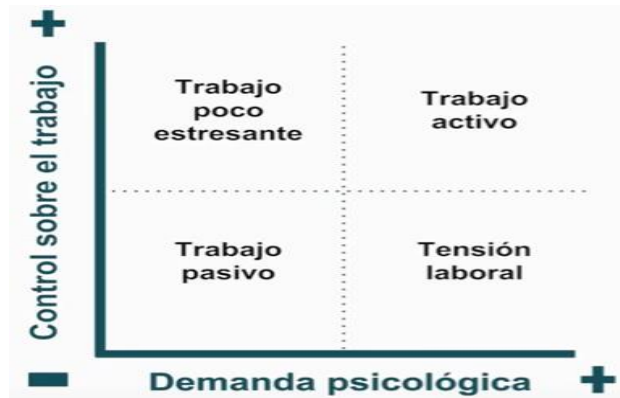 +
Control sobre el trabajo
Trabajo
poco
estresante
Trabajo
activo
Trabajo
pasivo
Tensión
laboral
-
Demanda psicológica
+